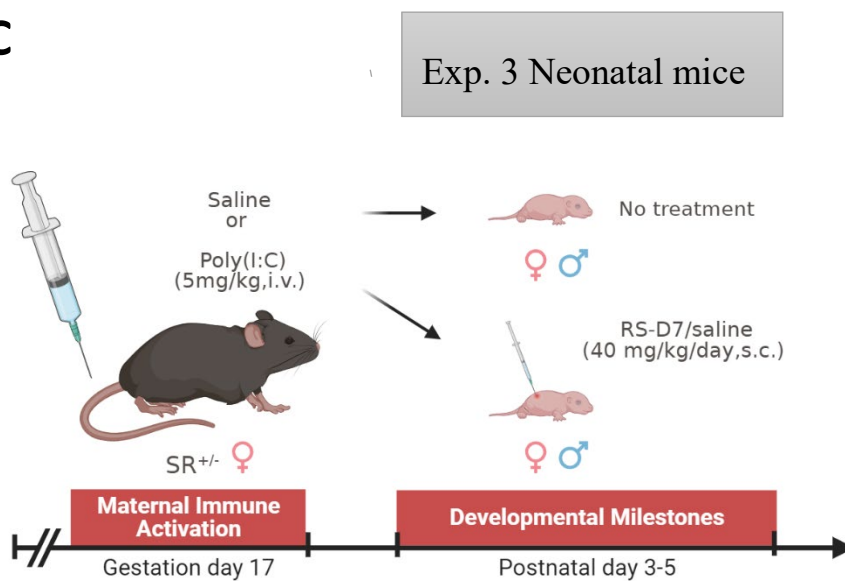 C
Exp. 3 Neonatal mice
Saline
or
Poly(I:C)
(5mg/kg,i.v.)
No treatment
♀ ♂
RS-D7/saline
(40 mg/kg/day,s.c.)
♀ ♂
SR+/- ♀
Maternal Immune
Activation
Developmental Milestones
Gestation day 17
Postnatal day 3-5